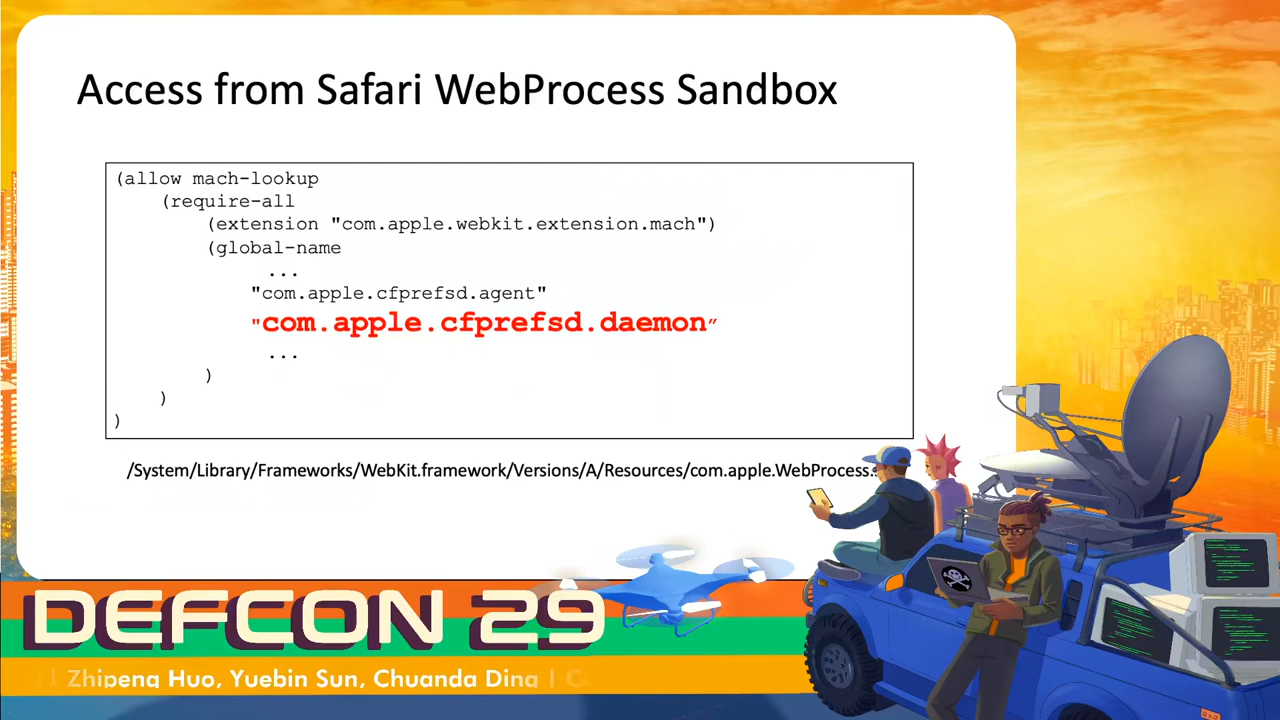 Access from Safari WebProcess Sandbox
(allow mach-lookup
(require-all
(extension "com.apple.webkit.extension.mach")
(global-name
...
"com.apple.cfprefsd.agent"
"com.apple.cfprefsd.daemon”
...
)
)
)
/System/Library/Frameworks/WebKit.framework/Versions/A/Resources/com.apple.WebProcess.
DEFCON 29
Zhipeng Huo, Yuebin Sun, Chuanda Ding |